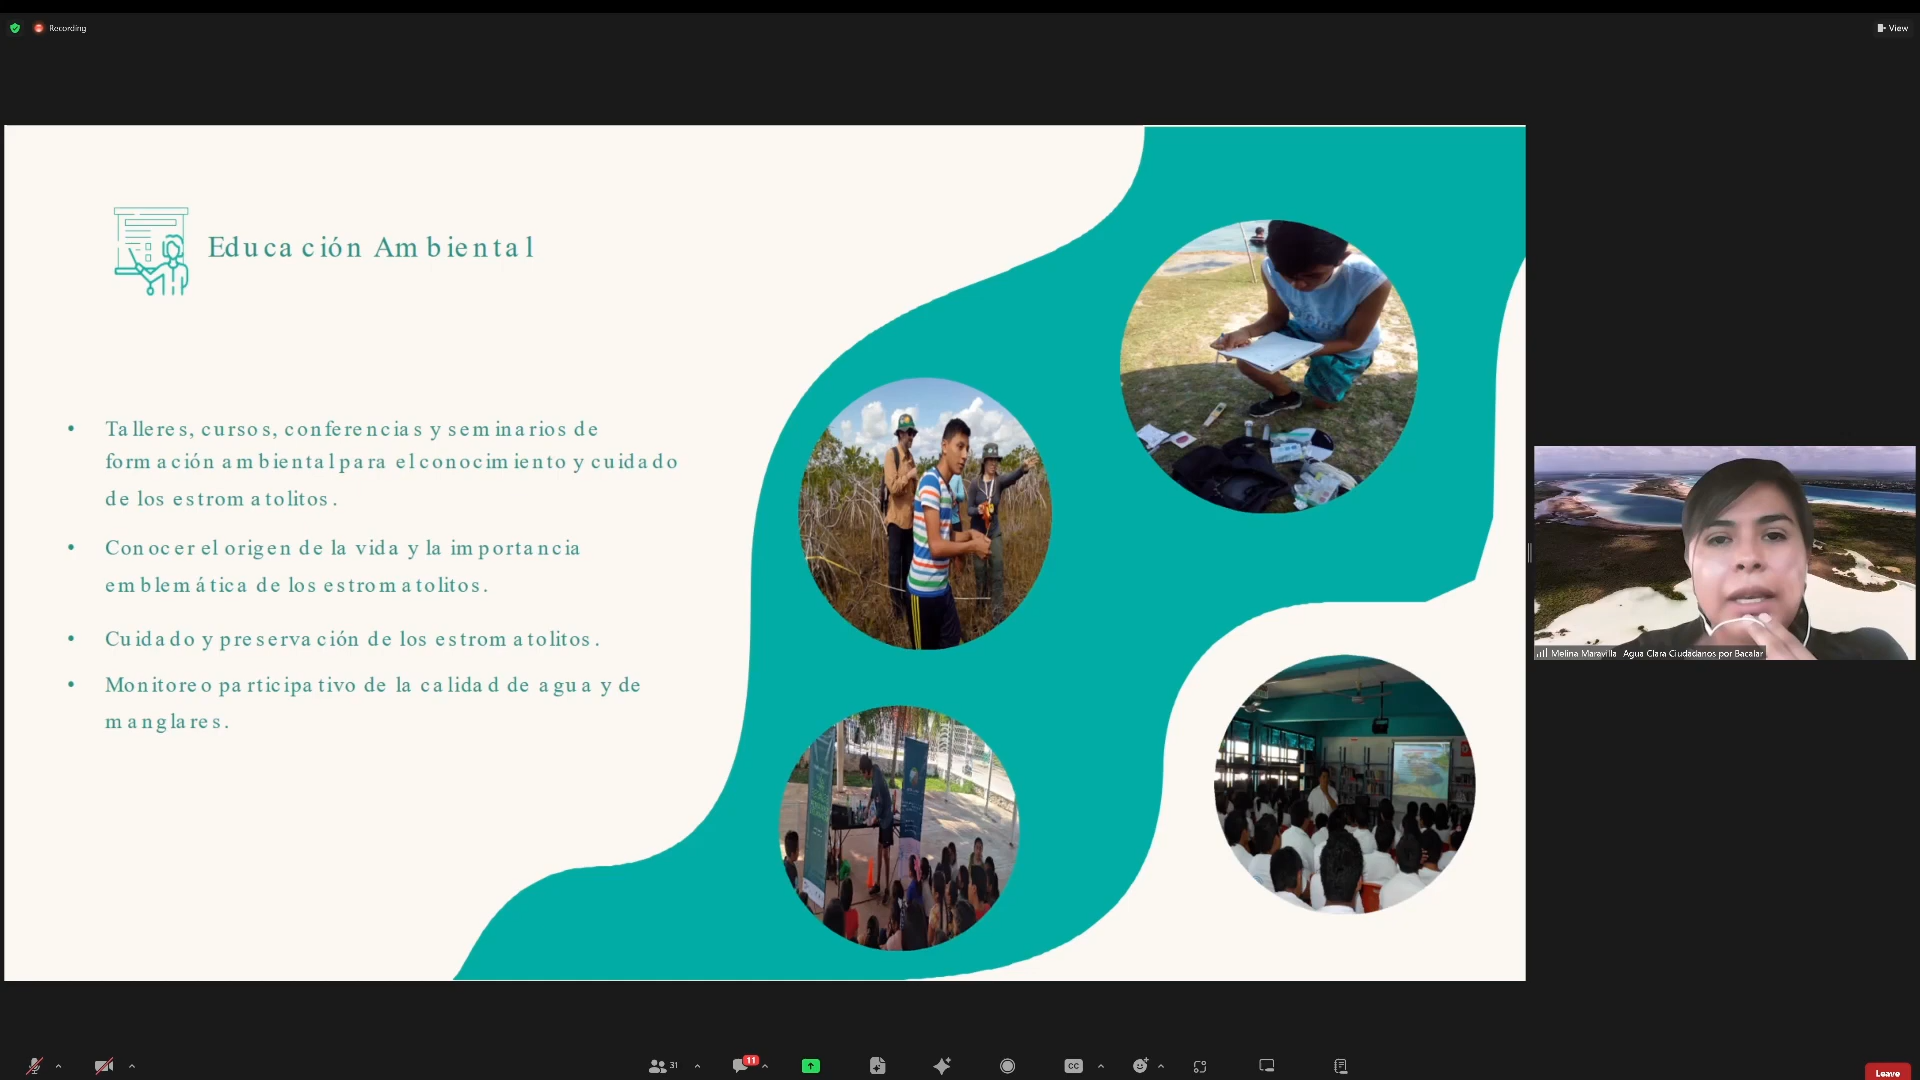 Recording
View
Educación Ambiental
• Talleres, cursos, conferencias y seminarios de
formación ambiental para el conocimiento y cuidado
de los estromatolitos.
• Conocer el origen de la vida y la importancia
emblemática de los estromatolitos.
• Cuidado y preservación de los estromatolitos.
• Monitoreo participativo de la calidad de agua y de
manglares.
Melina Maravilla Agua Clara Ciudadanos por Bacalar
31
11
CC
Leave